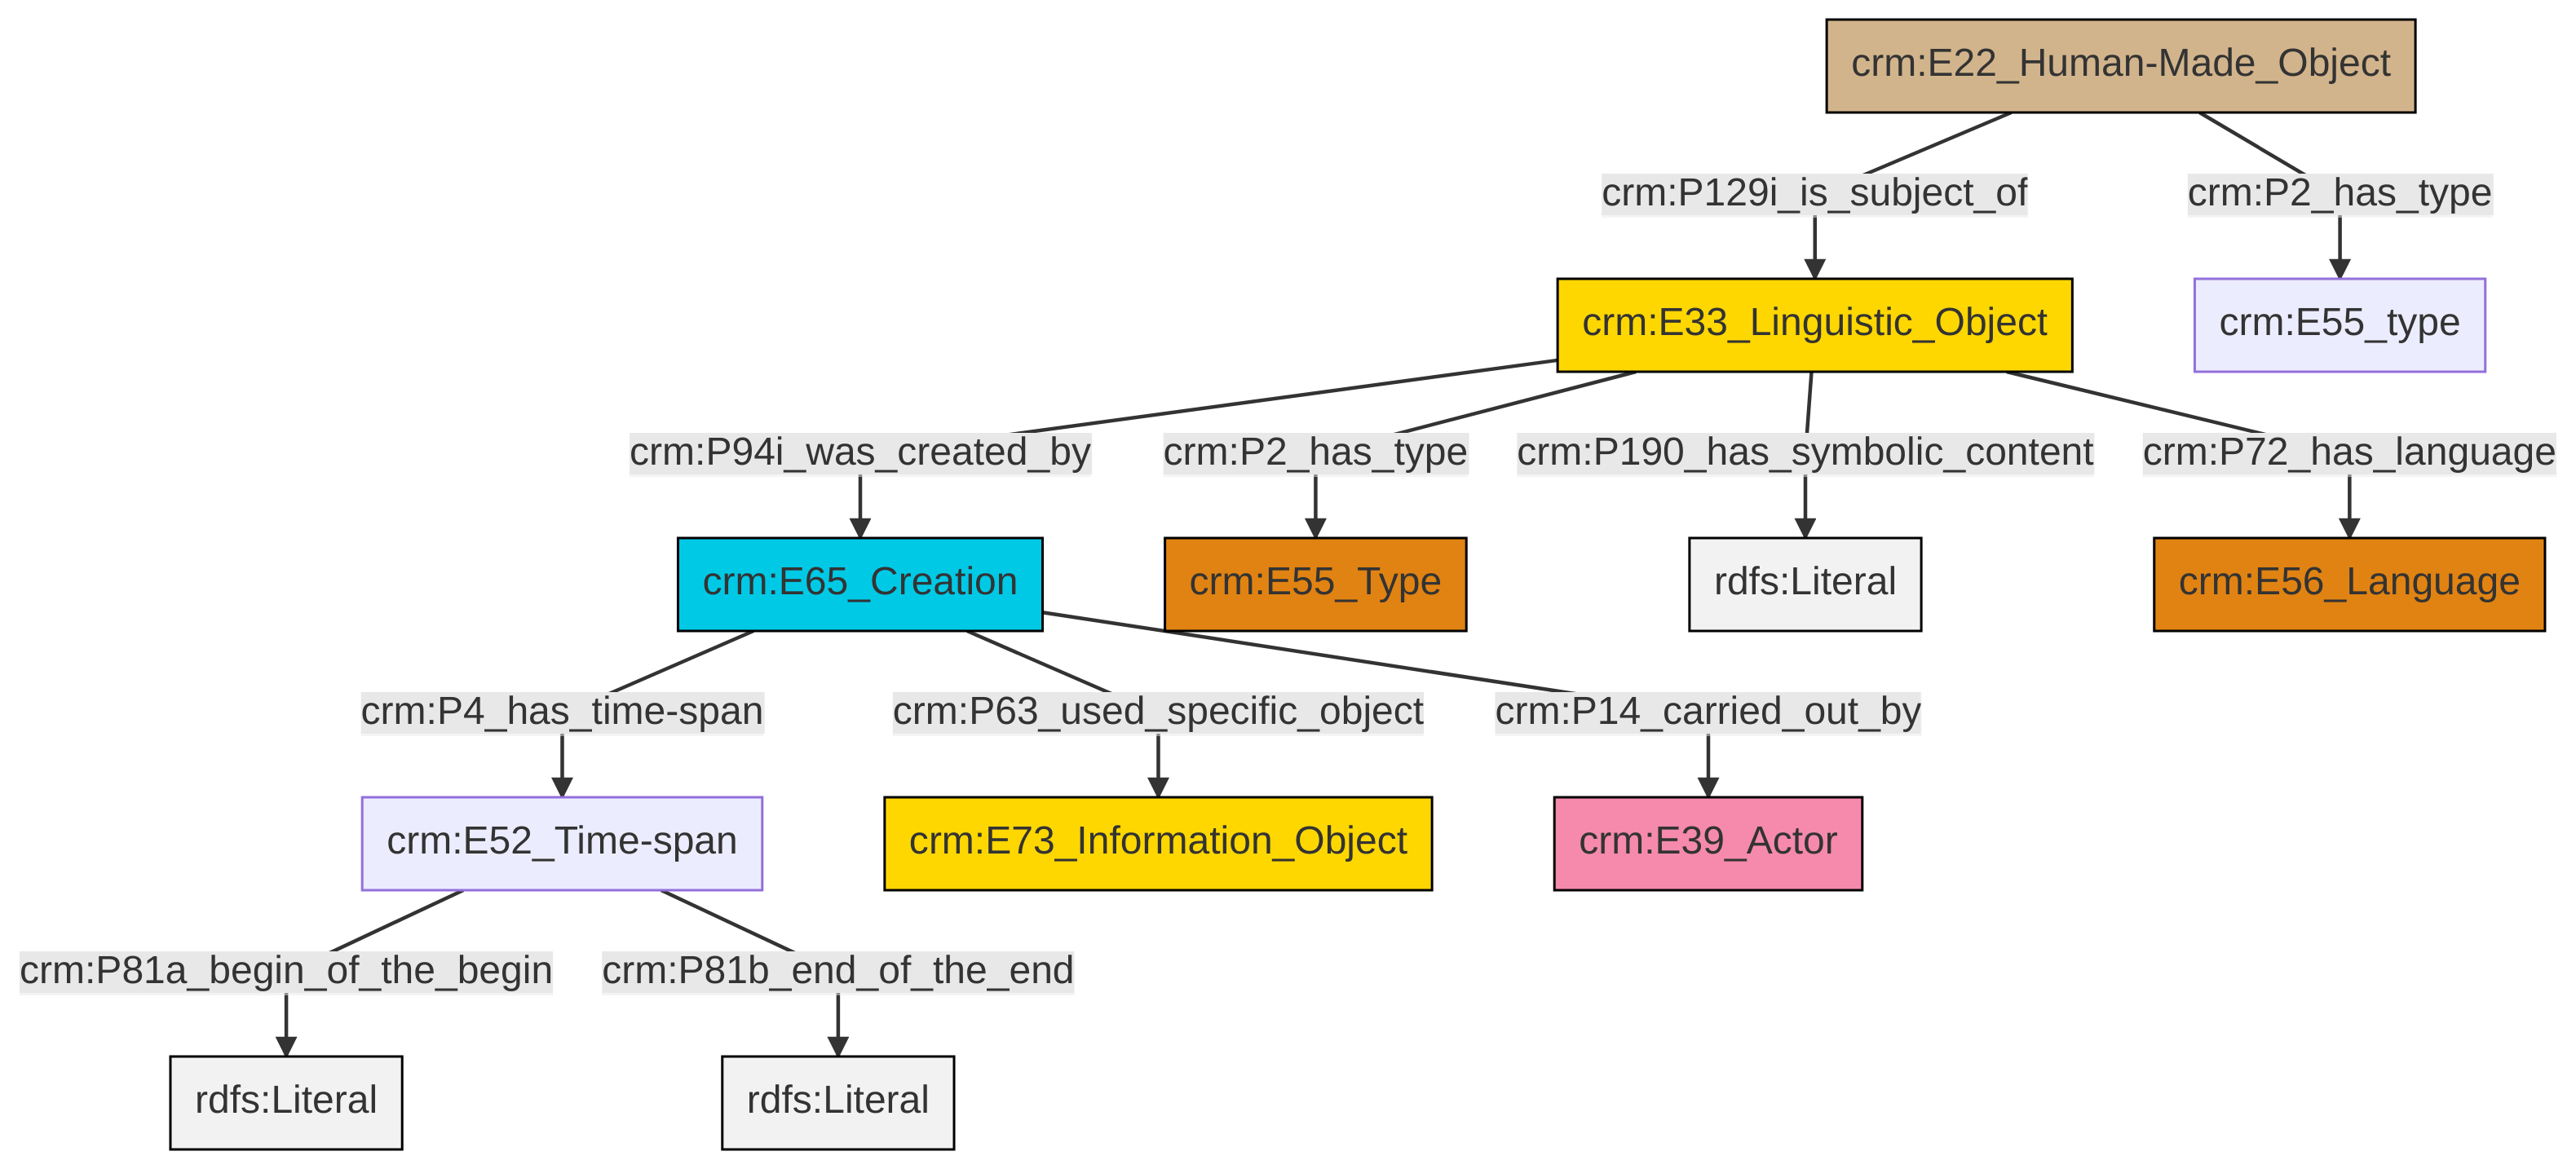 crm:E22_Human-Made_Object
crm:P129i_is_subject_of
crm:P2_has_type
crm:E33_Linguistic_Object
crm:E55_type
crm:P94i_was_created_by
crm:P2_has_type
crm:P190_has_symbolic_content
crm:P72_has_language
crm:E65_Creation
crm:E55_Type
rdfs:Literal
crm:E56_Language
crm:P4_has_time-span
crm:P63_used_specific_object
crm:P14_carried_out_by
crm:E52_Time-span
crm:E73_Information_Object
crm:E39_Actor
crm:P81a_begin_of_the_begin
crm:P81b_end_of_the_end
rdfs:Literal
rdfs:Literal